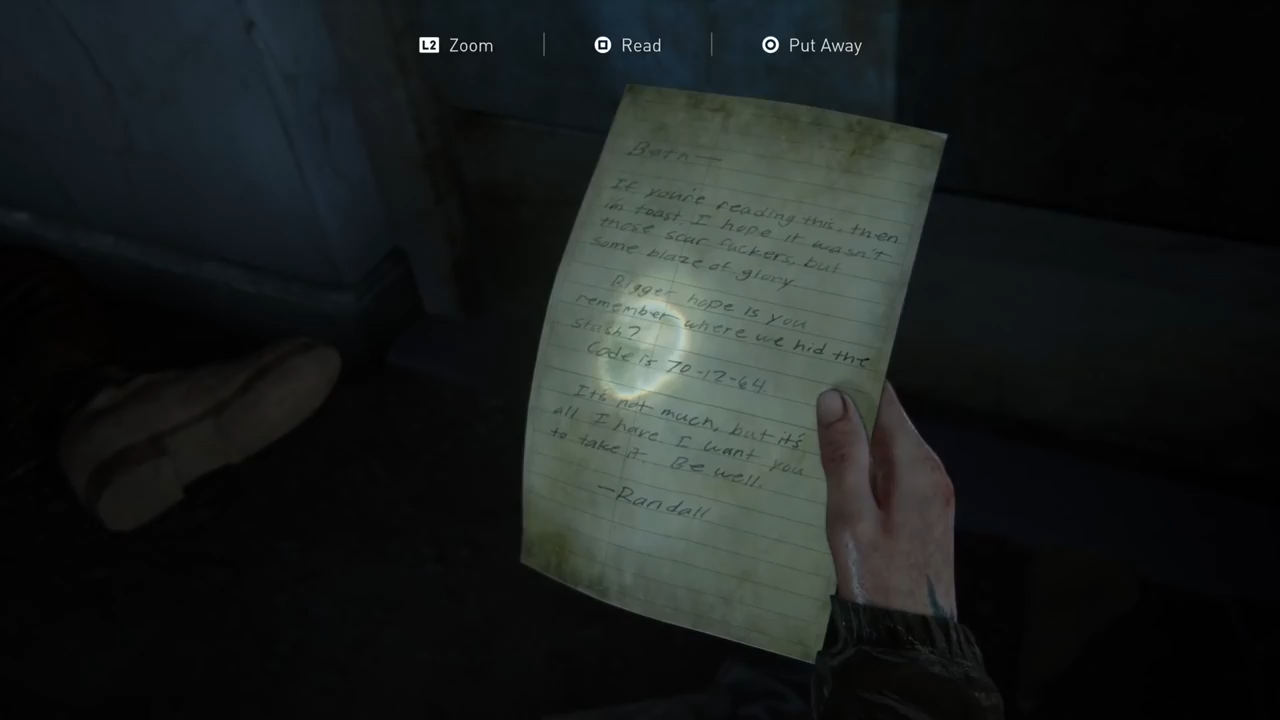 L2 Zoom
Read
Put Away
Beth—
If you're reading this, then
im toast I hope it wasn't
those scar fuckers, but
some blaze of glory
Bigger hope is you
remember where we hid the
stash?
Code is 70-12-64
It's not much, but it's
all I have. I want you
to take it. Be well.
—Randall